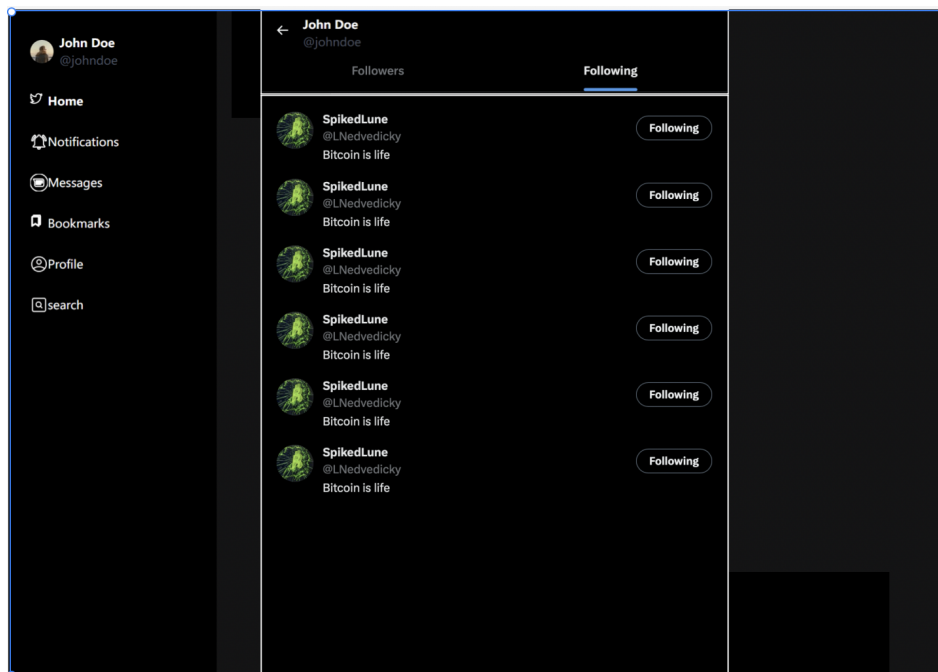 John Doe
@johndoe
Home
Notifications
Messages
Bookmarks
Profile
search
John Doe
@johndoe
Followers
Following
SpikedLune
@LNedvedicky
Bitcoin is life
Following
SpikedLune
@LNedvedicky
Bitcoin is life
Following
SpikedLune
@LNedvedicky
Bitcoin is life
Following
SpikedLune
@LNedvedicky
Bitcoin is life
Following
SpikedLune
@LNedvedicky
Bitcoin is life
Following
SpikedLune
@LNedvedicky
Bitcoin is life
Following